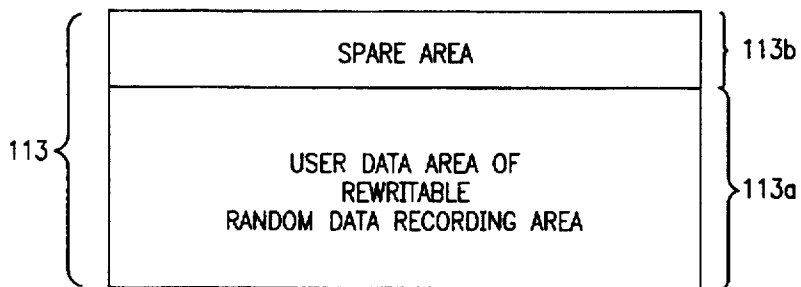 SPARE AREA
113b
113
USER DATA AREA OF
REWRITABLE
RANDOM DATA RECORDING AREA
113a